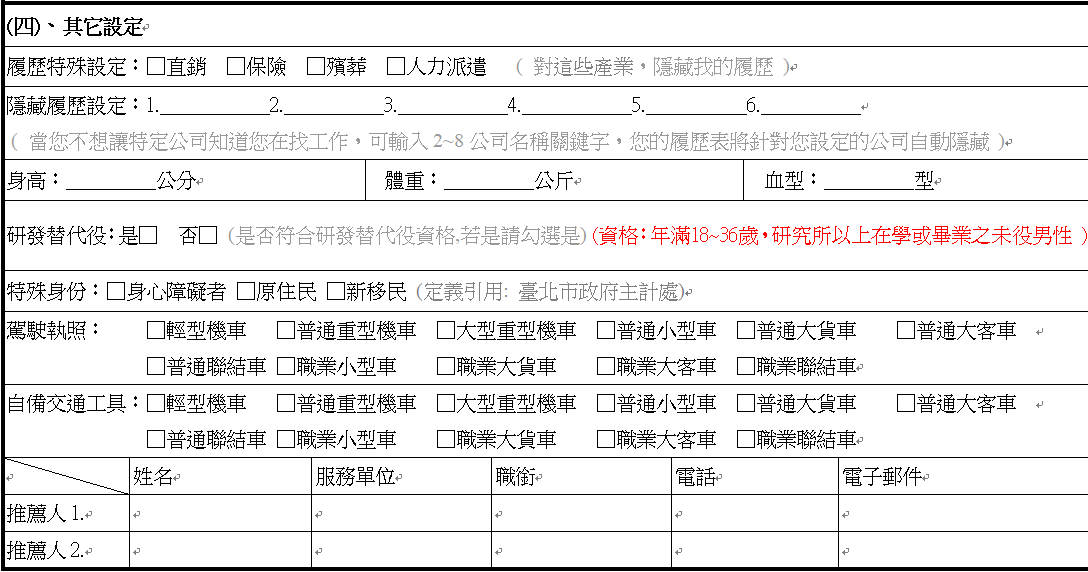 (四)、其它設定
履歷特殊設定：□直銷 □保險 □殯葬 □人力派遣 ( 對這些產業，隱藏我的履歷 )
隱藏履歷設定：1.__________2.__________3.__________4.__________5.__________6.__________
( 當您不想讓特定公司知道您在找工作，可輸入 2~8 公司名稱關鍵字，您的履歷表將針對您設定的公司自動隱藏 )
身高：_________公分 體重：_________公斤 血型：_________型
研發替代役：是□ 否□ (是否符合研發替代役資格,若是請勾選是) (資格：年滿18~36歲，研究所以上在學或畢業之未役男性 )
特殊身份：□身心障礙者 □原住民 □新移民 (定義引用: 臺北市政府主計處)
駕駛執照： □輕型機車 □普通重型機車 □大型重型機車 □普通小型車 □普通大貨車 □普通大客車
□普通聯結車 □職業小型車 □職業大貨車 □職業大客車 □職業聯結車
自備交通工具：□輕型機車 □普通重型機車 □大型重型機車 □普通小型車 □普通大貨車 □普通大客車
□普通聯結車 □職業小型車 □職業大貨車 □職業大客車 □職業聯結車
姓名 服務單位 職銜 電話 電子郵件
推薦人 1.
推薦人 2.